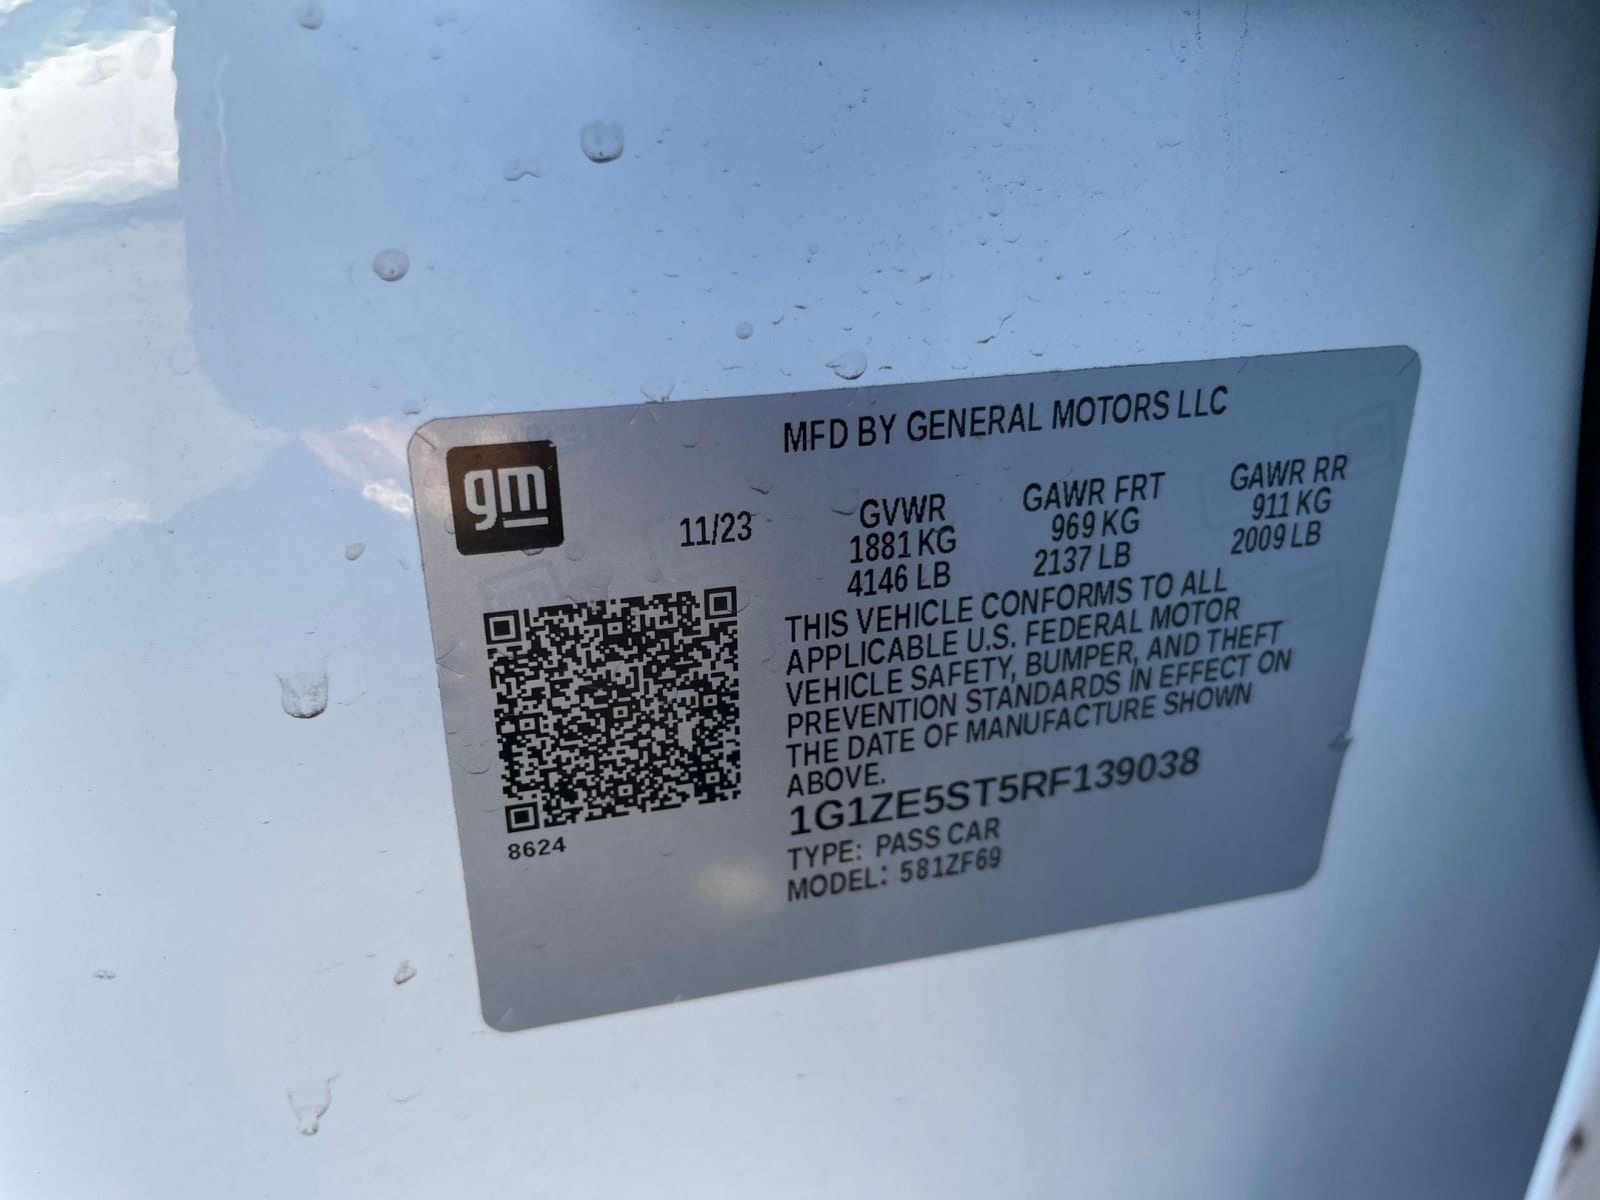 gm
MFD BY GENERAL MOTORS LLC
11/23
GVWR
1881 KG
4146 LB
GAWR FRT
969 KG
2137 LB
GAWR RR
911 KG
2009 LB
THIS VEHICLE CONFORMS TO ALL
APPLICABLE U.S. FEDERAL MOTOR
VEHICLE SAFETY, BUMPER, AND THEFT
PREVENTION STANDARDS IN EFFECT ON
THE DATE OF MANUFACTURE SHOWN
ABOVE.
1G1ZE5ST5RF139038
TYPE: PASS CAR
MODEL: 581ZF69
8624